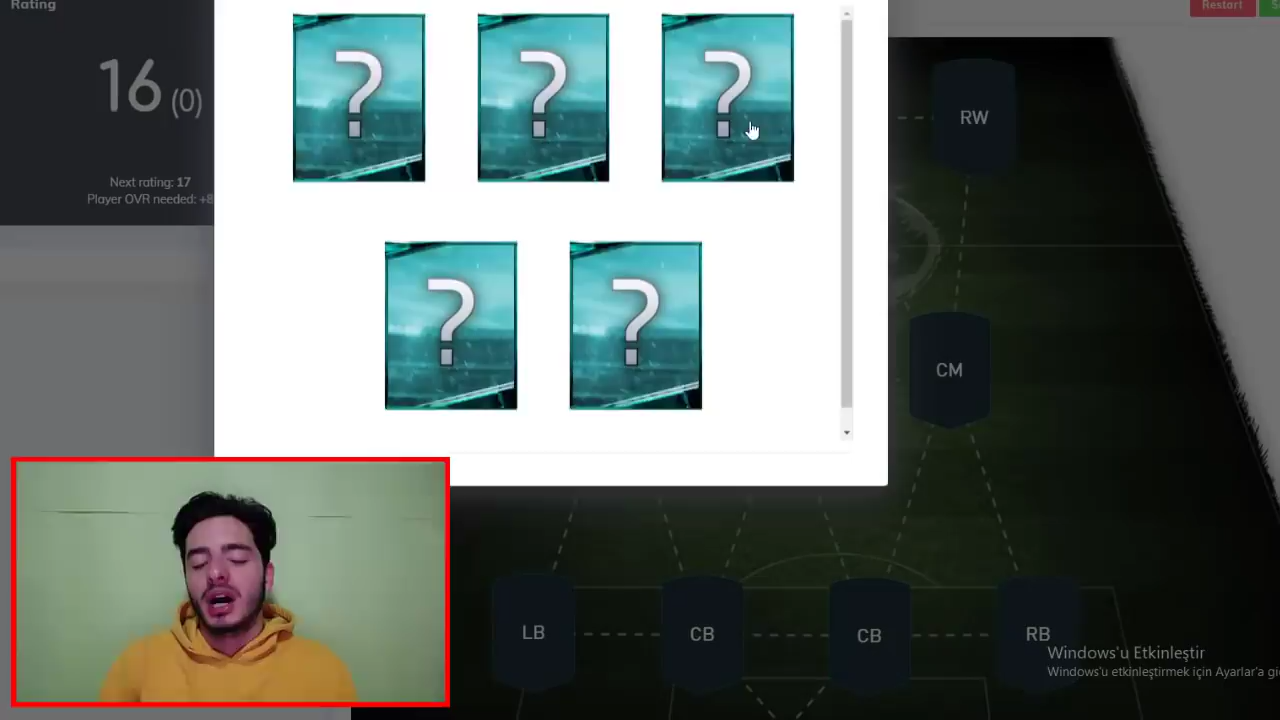 Rating
Restart
16 (0)
Next rating: 17
Player OVR needed: +8
?
?
?
?
?
RW
CM
LB
CB
CB
RB
Windows'u Etkinleştir
Windows'u etkinleştirmek için Ayarlar'a